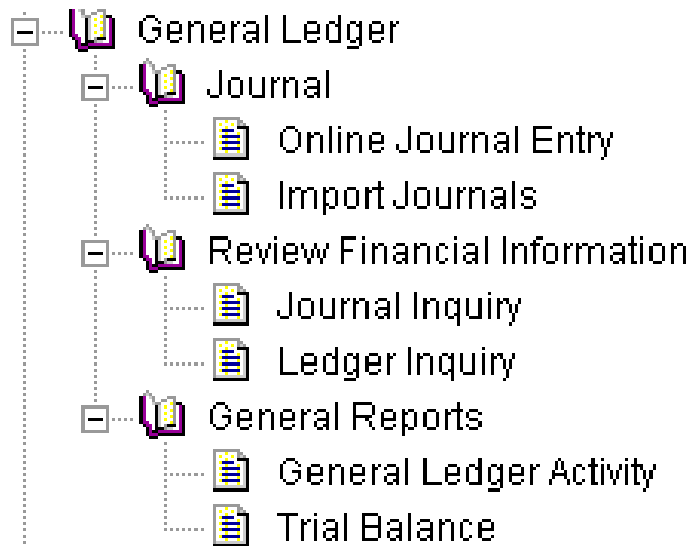 General Ledger
Journal
Online Journal Entry
Import Journals
Review Financial Information
Journal Inquiry
Ledger Inquiry
General Reports
General Ledger Activity
Trial Balance